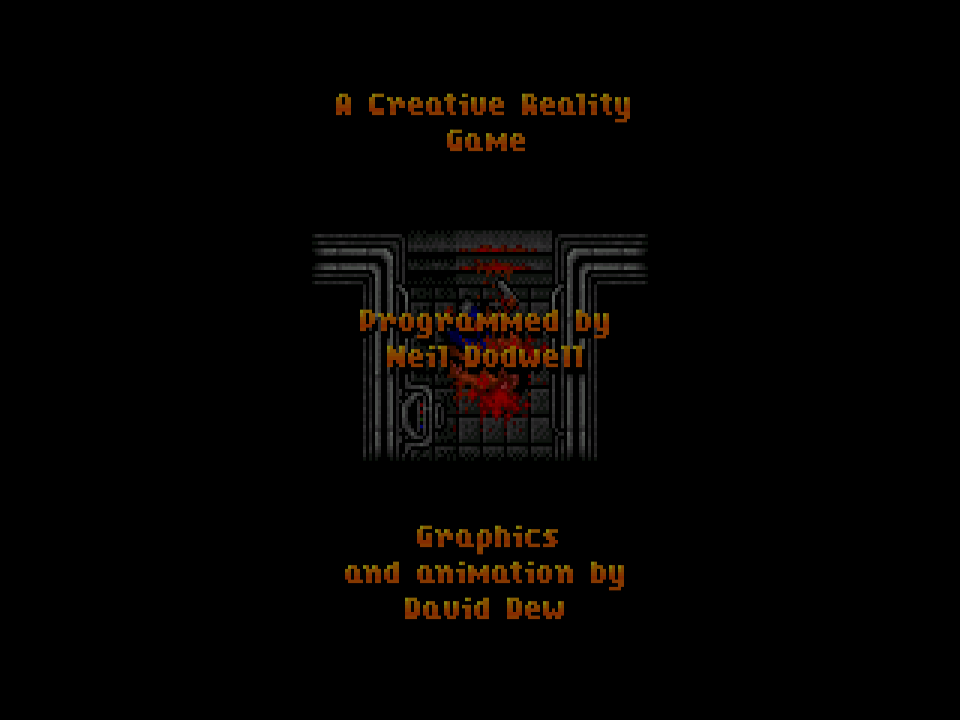 A Creative Reality
Game
Programmed by
Neil Dodwell
Graphics
and animation by
David Dew